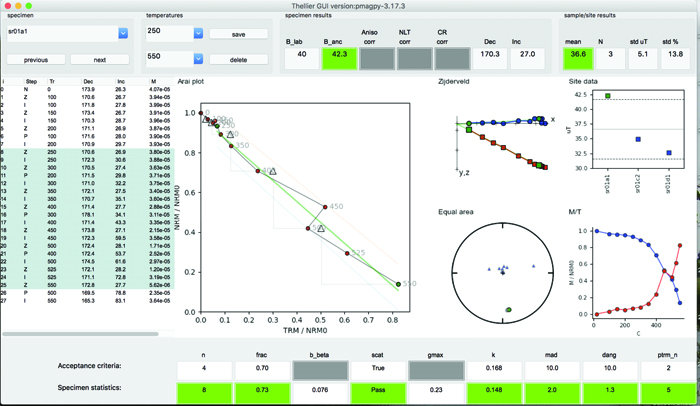 Thellier GUI version:pmagpy-3.17.3
specimen
temperatures
specimen results
sample/site results
sr01a1
previous
next
250
save
550
delete
B_lab
B_anc
Aniso corr
NLT corr
CR corr
Dec
Inc
40
42.3
170.3
27.0
mean
N
std uT
std %
36.6
3
5.1
13.8
i Step Tr Dec Inc M
0 N 0 173.9 26.3 4.07e-05
1 Z 100 170.6 26.7 3.94e-05
2 I 100 171.8 27.8 3.99e-05
3 Z 150 173.4 26.7 3.91e-05
4 I 150 170.3 28.7 3.96e-05
5 Z 200 171.1 26.9 3.87e-05
6 P 100 171.6 28.0 3.90e-05
7 I 200 170.9 29.7 3.93e-05
8 Z 250 170.6 26.9 3.80e-05
9 I 250 172.3 30.6 3.88e-05
10 Z 300 170.5 27.4 3.63e-05
11 P 200 171.5 29.8 3.71e-05
12 I 300 171.0 32.2 3.75e-05
13 Z 350 172.1 27.5 3.40e-05
14 I 350 170.7 35.1 3.60e-05
15 Z 400 171.4 27.7 2.88e-05
16 P 300 178.1 34.1 3.11e-05
17 I 400 171.4 43.3 3.35e-05
18 Z 450 173.8 27.1 2.15e-05
19 I 450 172.3 59.5 3.58e-05
20 Z 500 172.4 28.1 1.71e-05
21 P 400 172.4 53.7 2.52e-05
22 I 500 174.5 61.6 2.97e-05
23 Z 525 172.1 28.2 1.20e-05
24 I 525 171.1 72.8 3.19e-05
25 Z 550 172.8 27.7 5.62e-06
26 P 500 169.5 78.8 2.35e-05
27 I 550 165.3 83.1 3.64e-05
Arai plot
1.0
0.8
0.6
0.4
0.2
0.0
NRM / NRM0
350
450
525
550
0.0 0.1 0.2 0.3 0.4 0.5 0.6 0.7 0.8
TRM / NRM0
Zijderveld
x
y,z
Equal area
Site data
42.5
40.0
37.5
35.0
32.5
30.0
uT
sr01a1
sr01c2
sr01d1
M/T
1.0
0.8
0.6
0.4
0.2
0.0
M / NRM0
0 200 400
C
n
frac
b_beta
scat
gmax
k
mad
dang
ptrm_n
Acceptance criteria:
4
0.70
True
0.168
10.0
10.0
2
Specimen statistics:
8
0.73
0.076
Pass
0.23
0.148
2.0
1.3
5